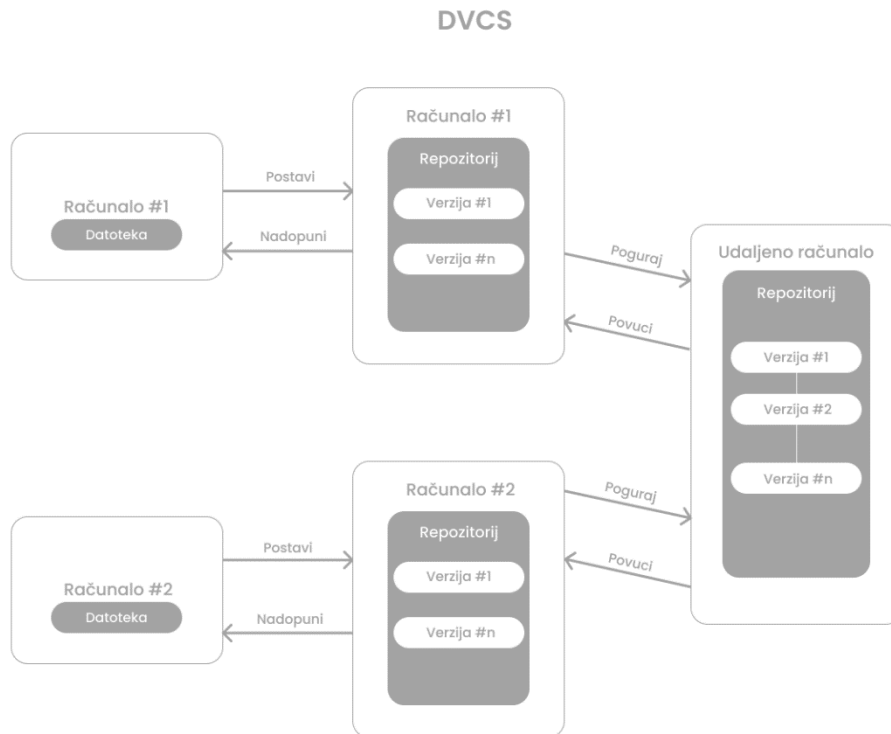 DVCS
Računalo #1
Datoteka
Postavi
Nadopuni
Računalo #1
Repozitorij
Verzija #1
Verzija #n
Poguraj
Povuci
Udaljeno računalo
Repozitorij
Verzija #1
Verzija #2
Verzija #n
Računalo #2
Datoteka
Postavi
Nadopuni
Računalo #2
Repozitorij
Verzija #1
Verzija #n
Poguraj
Povuci